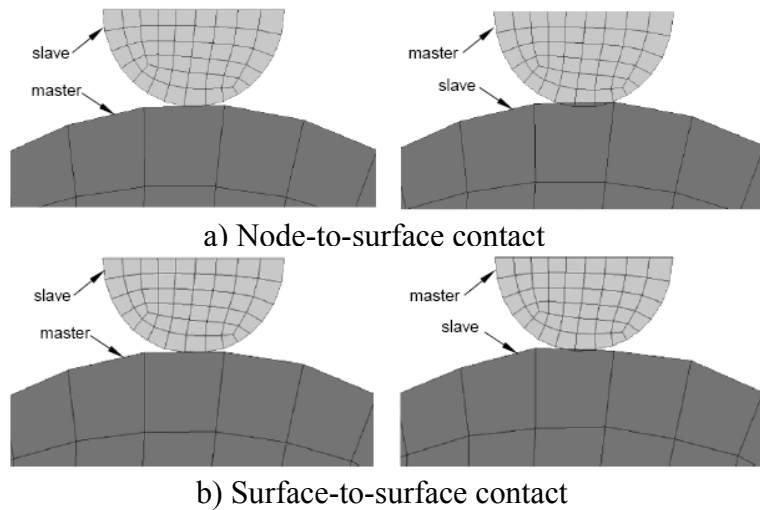 slave
master
master
slave
a) Node-to-surface contact
slave
master
master
slave
b) Surface-to-surface contact